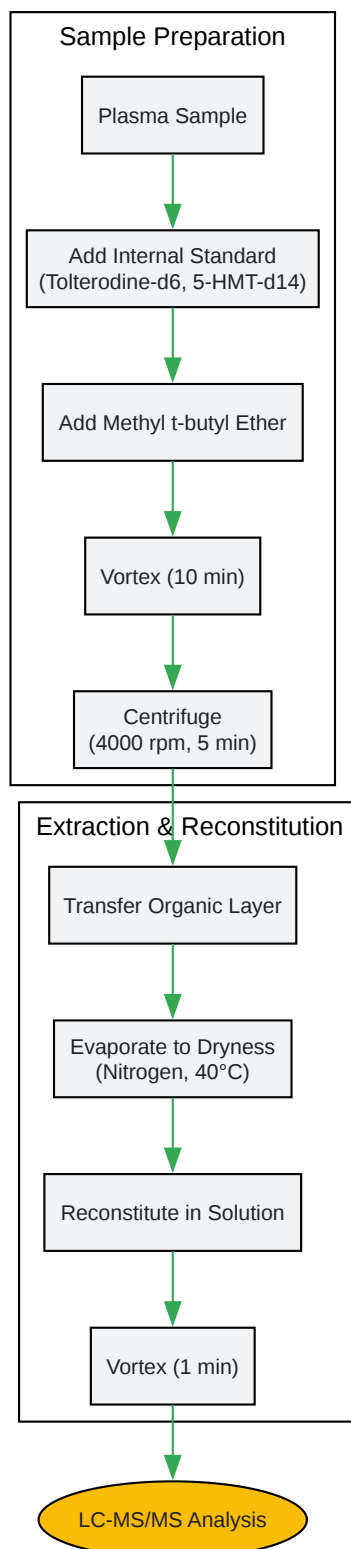 Sample Preparation
Plasma Sample
Add Internal Standard
(Tolterodine-d6, 5-HMT-d14)
Add Methyl t-butyl Ether
Vortex (10 min)
Centrifuge
(4000 rpm, 5 min)
Extraction & Reconstitution
Transfer Organic Layer
Evaporate to Dryness
(Nitrogen, 40°C)
Reconstitute in Solution
Vortex (1 min)
LC-MS/MS Analysis